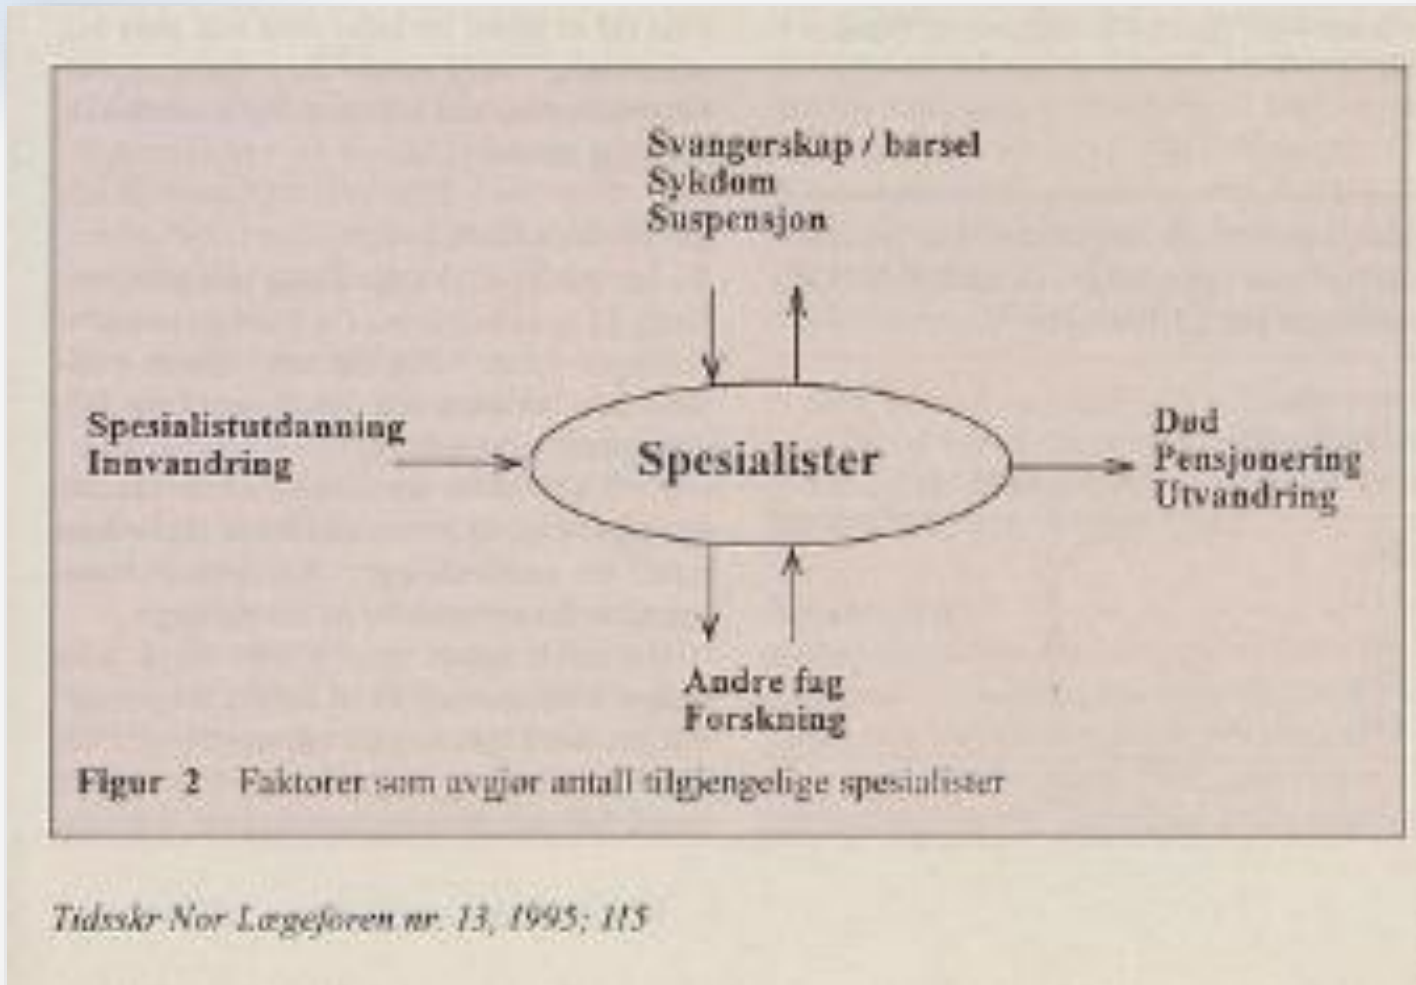 Svangerskap / barsel
Sykdom
Suspensjon
Spesialistutdanning
Innvandring
Spesialister
Død
Pensjonering
Utvandring
Andre fag
Forskning
Figur 2 Faktorer som avgjør antall tilgjengelige spesialister
Tidsskr Nor Lægeforen nr. 13, 1995; 115